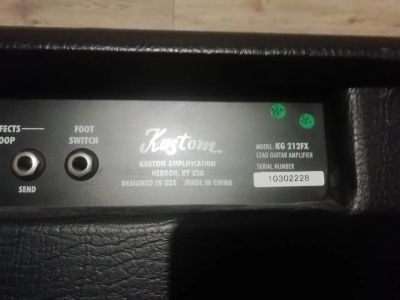 EFFECTS
LOOP
SEND
FOOT
SWITCH
Kustom
KUSTOM AMPLIFICATION
HEBRON, KY USA
DESIGNED IN USA MADE IN CHINA
MODEL: KG 212FX
LEAD GUITAR AMPLIFIER
SERIAL NUMBER
10302228